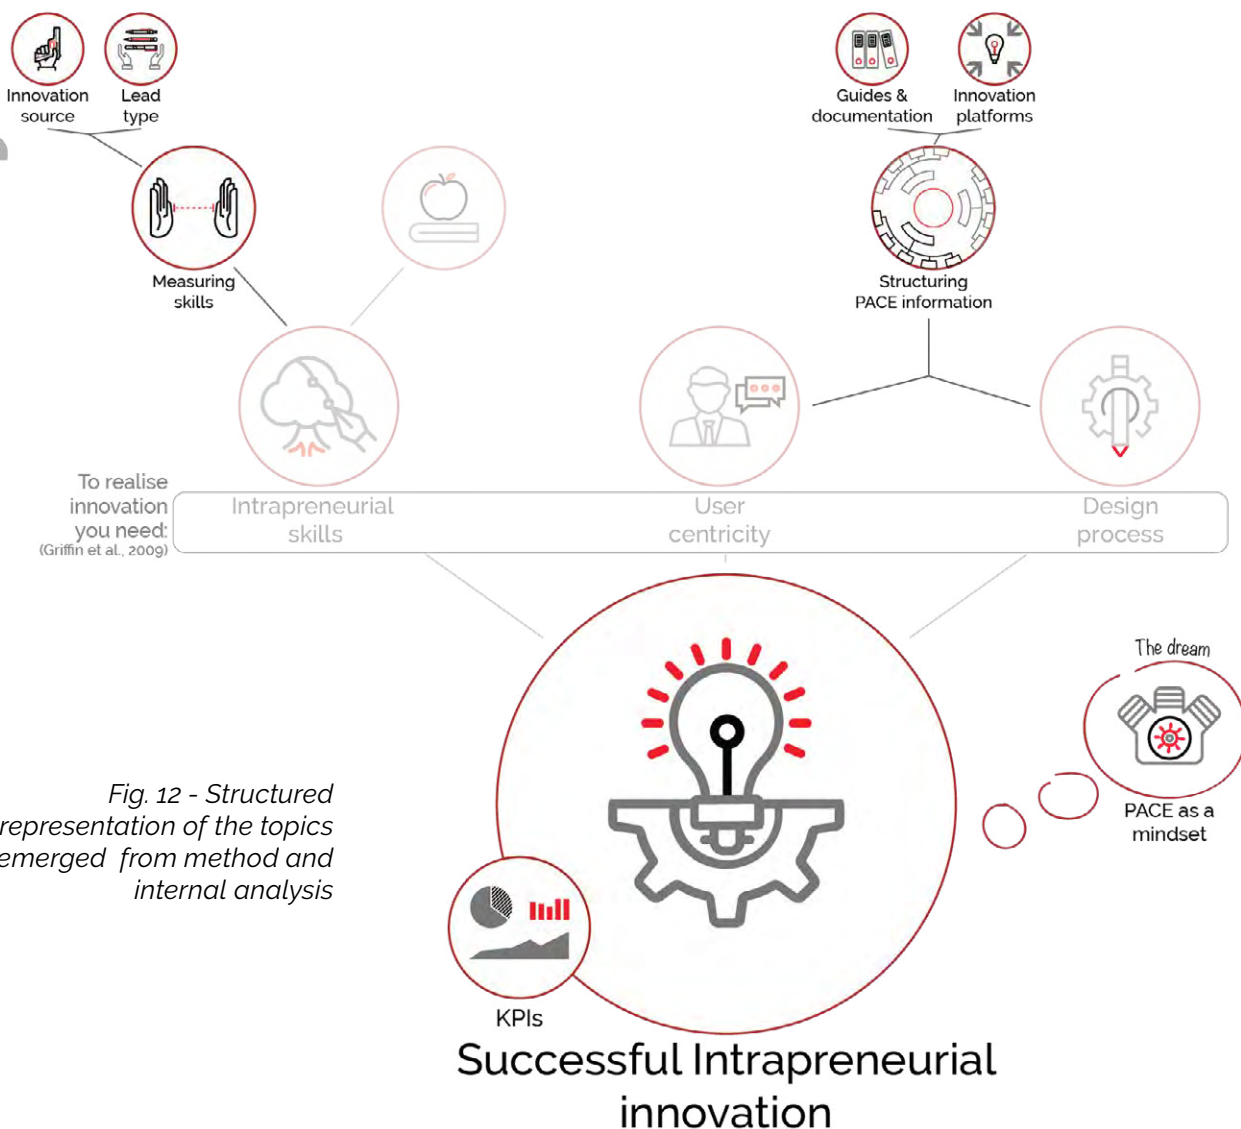 Innovation
source
Lead
type
Guides &
documentation
Innovation
platforms
Measuring
skills
Structuring
PACE information
To realise
innovation
you need:
(Griffin et al., 2009)
Intrapreneurial
skills
User
centricity
Design
process
The dream
PACE as a
mindset
Fig. 12 - Structured
representation of the topics
emerged from method and
internal analysis
KPIs
Successful Intrapreneurial
innovation